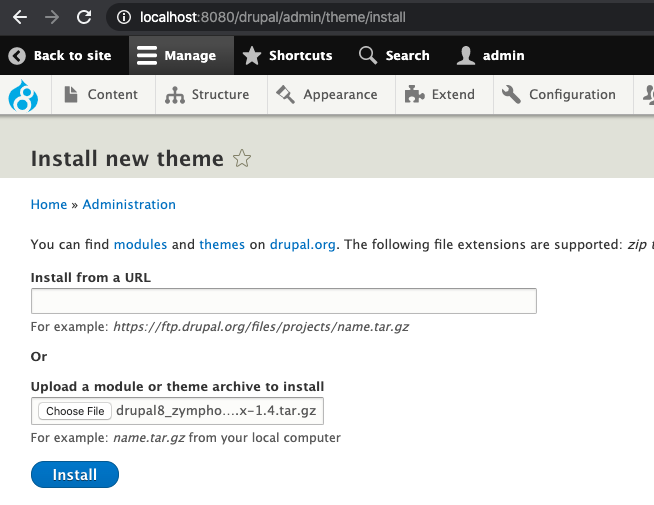 localhost:8080/drupal/admin/theme/install
Back to site Manage Shortcuts Search admin
Content Structure Appearance Extend Configuration
Install new theme
Home » Administration
You can find modules and themes on drupal.org. The following file extensions are supported: zip
Install from a URL
For example: https://ftp.drupal.org/files/projects/name.tar.gz
Or
Upload a module or theme archive to install
Choose File drupal8_zympho....x-1.4.tar.gz
For example: name.tar.gz from your local computer
Install